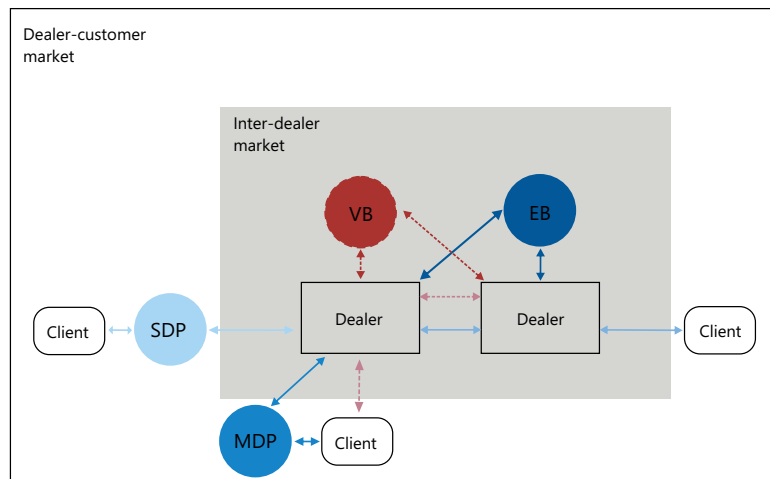 Dealer-customer
market
Inter-dealer
market
VB
EB
Dealer
Dealer
Client
SDP
Client
MDP
Client